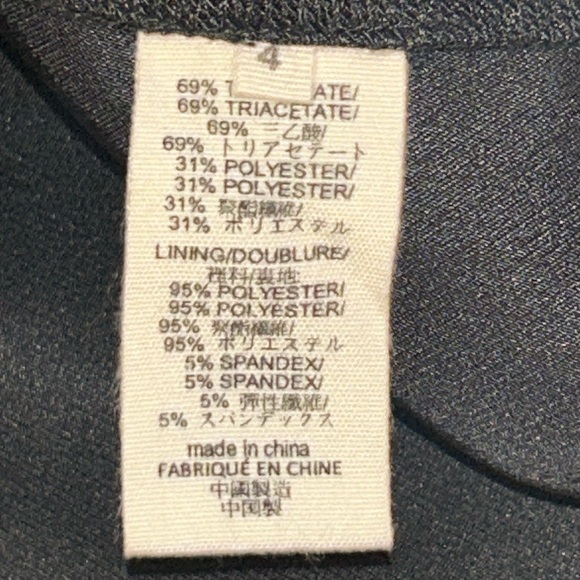 4
69% T ATE/
69% TRIACETATE/
69% 三乙酸/
69% トリアセテート
31% POLYESTER/
31% POLYESTER/
31% 聚酯纖維/
31% ポリエステル
LINING/DOUBLURE/
裡料/裏地
95% POLYESTER/
95% POLYESTER/
95% 聚酯纖維/
95% ポリエステル
5% SPANDEX/
5% SPANDEX/
5% 彈性纖維/
5% スパンデックス
made in china
FABRIQUÉ EN CHINE
中國製造
中国製